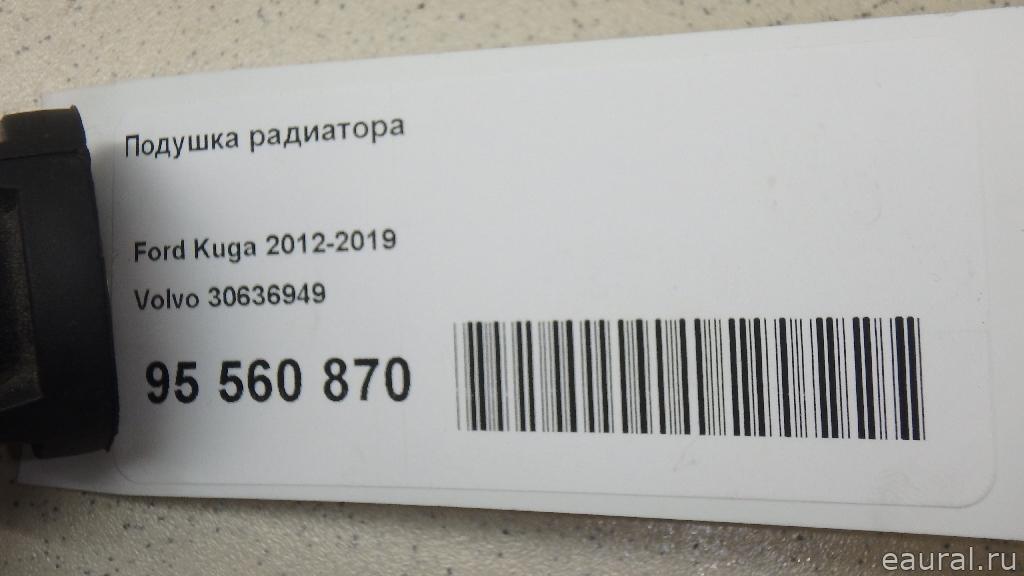 Подушка радиатора
Ford Kuga 2012-2019
Volvo 30636949
95 560 870
eaural.ru